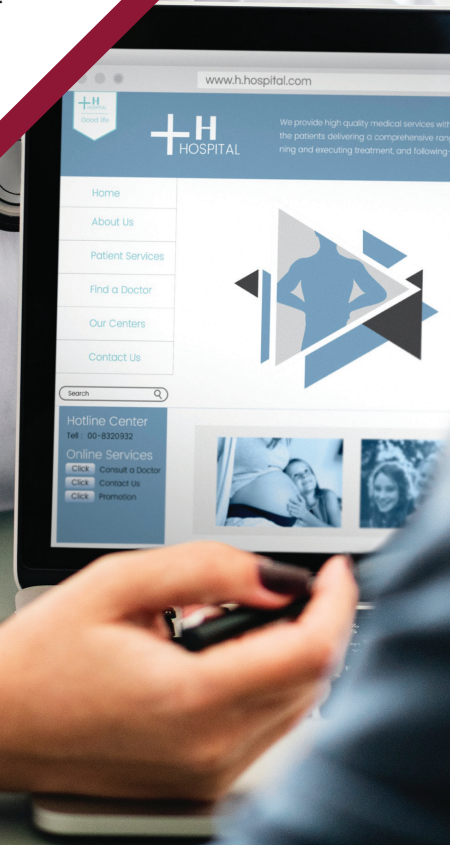 www.h.hospital.com
H
Good life
H
HOSPITAL
We provide high quality medical services with
the patients delivering a comprehensive ran
ning and executing treatment, and following-
Home
About Us
Patient Services
Find a Doctor
Our Centers
Contact Us
Search
Hotline Center
Tell : 00-8320932
Online Services
Click Consult a Doctor
Click Contact Us
Click Promotion